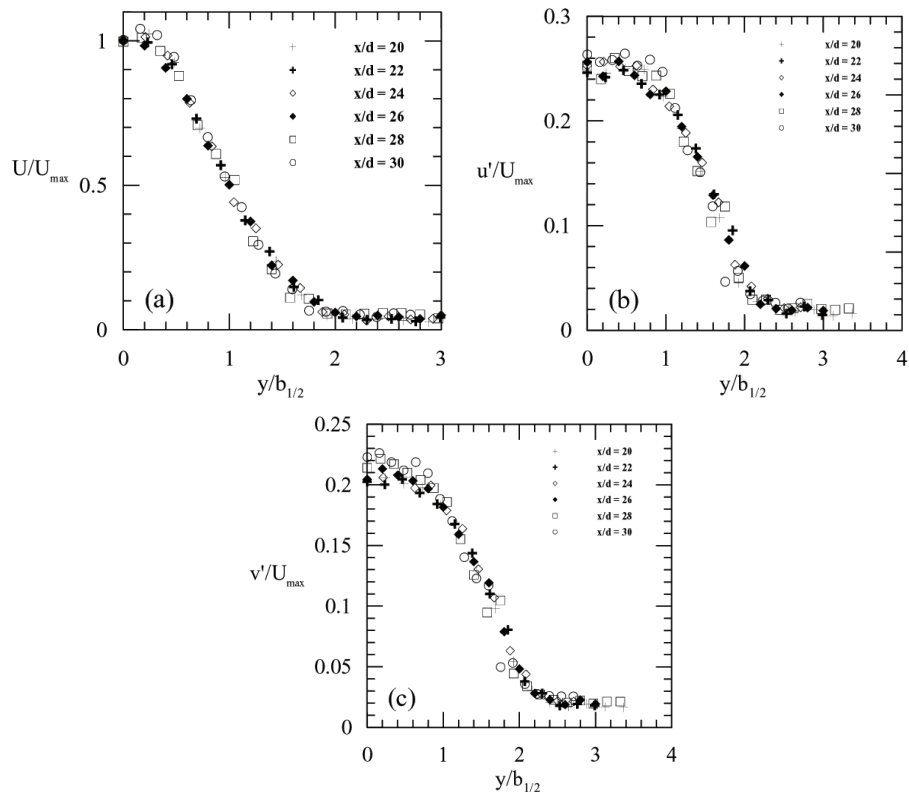 1
0.5
0
U/U_max
(a)
x/d = 20
x/d = 22
x/d = 24
x/d = 26
x/d = 28
x/d = 30
0 1 2 3
y/b_1/2
0.3
0.2
0.1
0
u'/U_max
(b)
x/d = 20
x/d = 22
x/d = 24
x/d = 26
x/d = 28
x/d = 30
0 1 2 3 4
y/b_1/2
0.25
0.2
0.15
0.1
0.05
0
v'/U_max
(c)
x/d = 20
x/d = 22
x/d = 24
x/d = 26
x/d = 28
x/d = 30
0 1 2 3 4
y/b_1/2